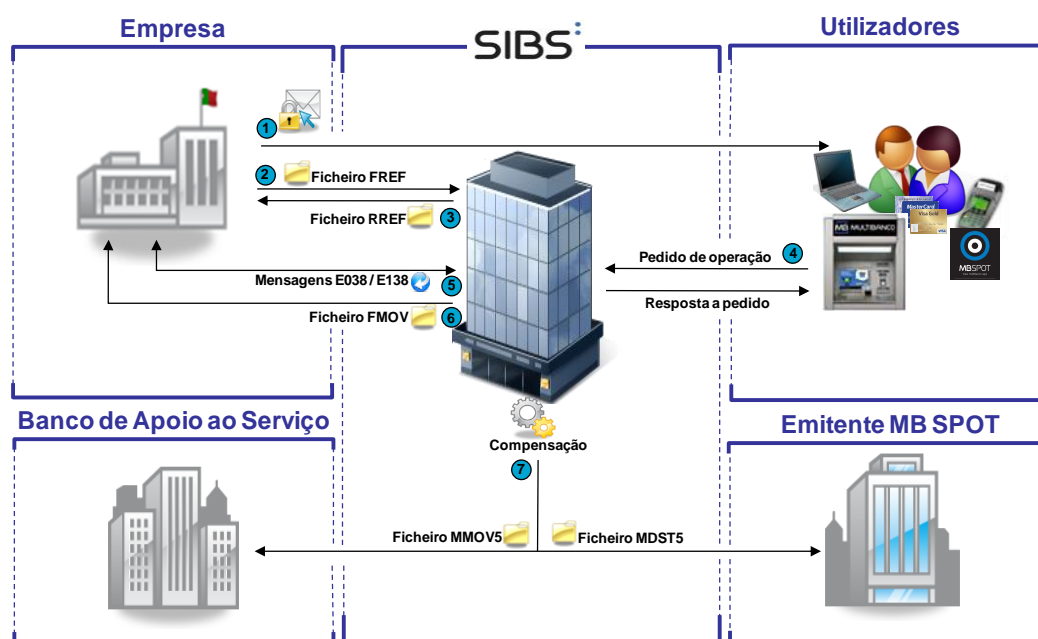 Empresa
SIBS
Utilizadores
1
2
Ficheiro FREF
Ficheiro RREF
3
MasterCard
Visa Gold
VISA
MB MULTIBANCO
MBSPOT
Pedido de operação
4
Mensagens E038 / E138
5
Resposta a pedido
Ficheiro FMOV
6
Banco de Apoio ao Serviço
Emitente MB SPOT
Compensação
7
Ficheiro MMOV5
Ficheiro MDST5